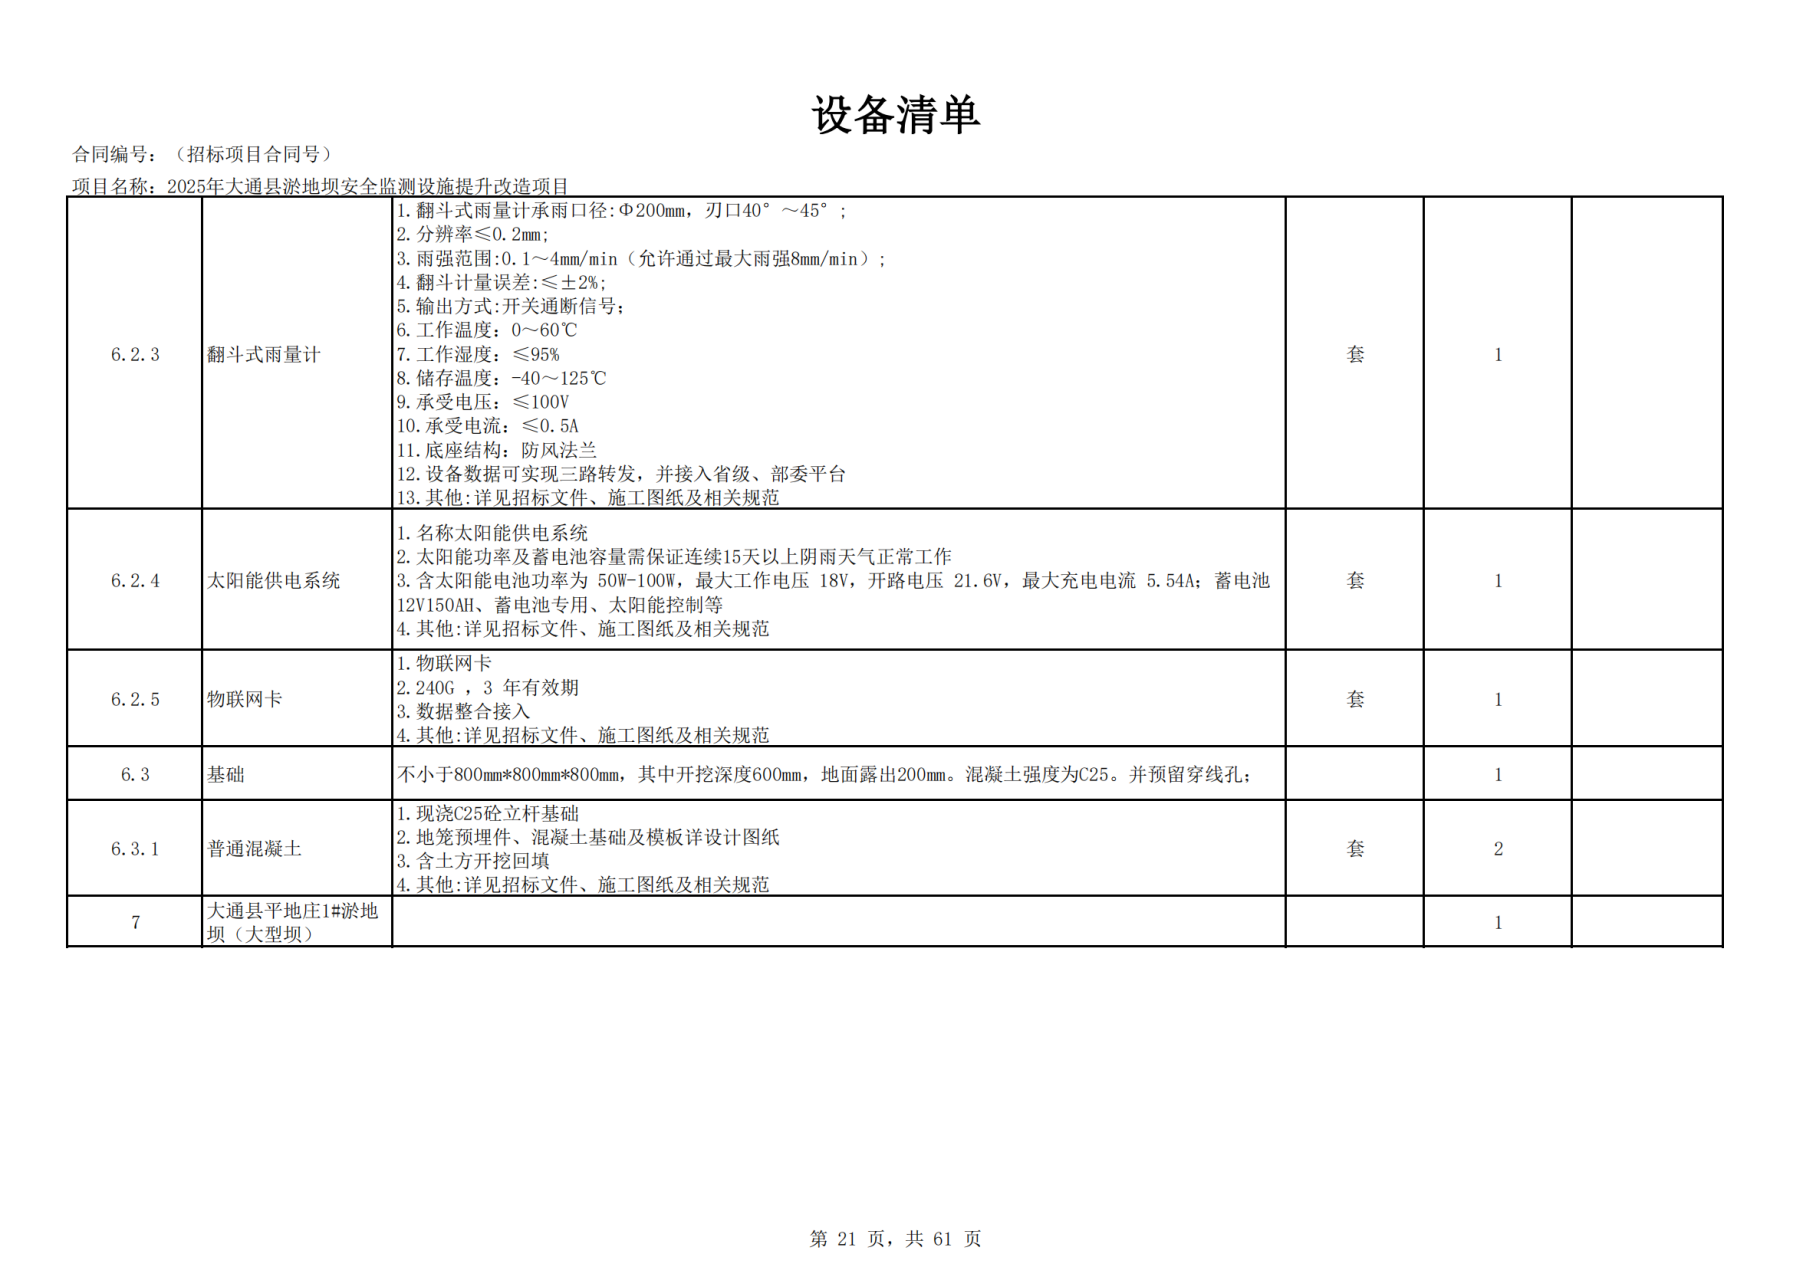 设备清单
合同编号：（招标项目合同号）
项目名称：2025年大通县淤地坝安全监测设施提升改造项目
6.2.3
翻斗式雨量计
1.翻斗式雨量计承雨口径:Φ200mm，刃口40°～45°;
2.分辨率≤0.2mm;
3.雨强范围:0.1～4mm/min（允许通过最大雨强8mm/min）;
4.翻斗计量误差:≤±2%;
5.输出方式:开关通断信号；
6.工作温度：0～60℃
7.工作湿度：≤95%
8.储存温度：-40～125℃
9.承受电压：≤100V
10.承受电流：≤0.5A
11.底座结构：防风法兰
12.设备数据可实现三路转发，并接入省级、部委平台
13.其他:详见招标文件、施工图纸及相关规范
套
1
6.2.4
太阳能供电系统
1.名称太阳能供电系统
2.太阳能功率及蓄电池容量需保证连续15天以上阴雨天气正常工作
3.含太阳能电池功率为 50W-100W，最大工作电压 18V，开路电压 21.6V，最大充电电流 5.54A；蓄电池
12V150AH、蓄电池专用、太阳能控制等
4.其他:详见招标文件、施工图纸及相关规范
套
1
6.2.5
物联网卡
1.物联网卡
2.240G ，3 年有效期
3.数据整合接入
4.其他:详见招标文件、施工图纸及相关规范
套
1
6.3
基础
不小于800mm*800mm*800mm，其中开挖深度600mm，地面露出200mm。混凝土强度为C25。并预留穿线孔；
1
6.3.1
普通混凝土
1.现浇C25砼立杆基础
2.地笼预埋件、混凝土基础及模板详设计图纸
3.含土方开挖回填
4.其他:详见招标文件、施工图纸及相关规范
套
2
7
大通县平地庄1#淤地
坝（大型坝）
1
第 21 页，共 61 页